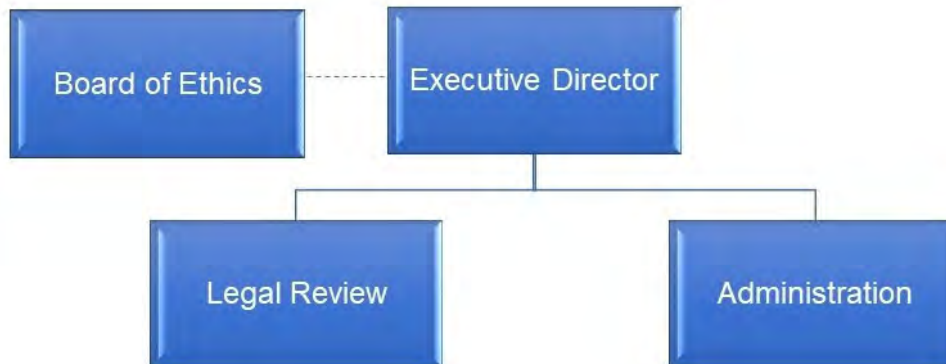 Board of Ethics
Executive Director
Legal Review
Administration